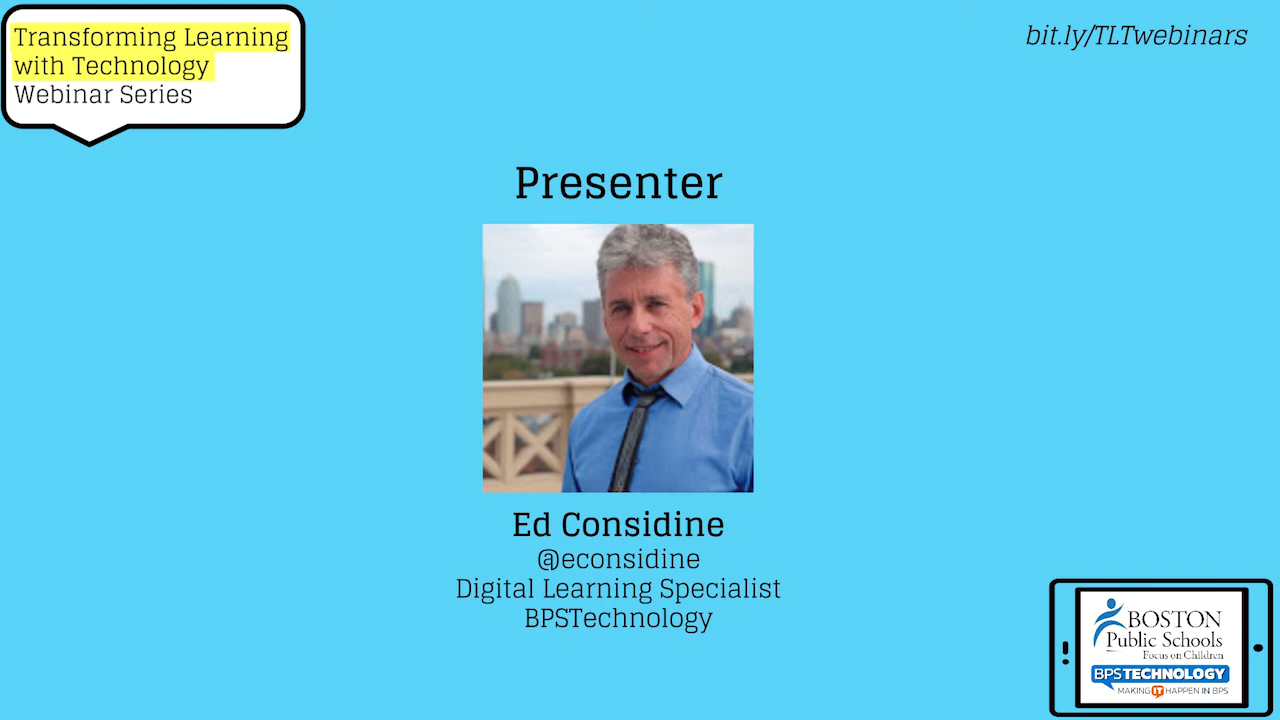 Transforming Learning
with Technology
Webinar Series
bit.ly/TLTwebinars
Presenter
Ed Considine
@econsidine
Digital Learning Specialist
BPSTechnology
BOSTON
Public Schools
Focus on Children
BPSTECHNOLOGY
MAKING IT HAPPEN IN BPS